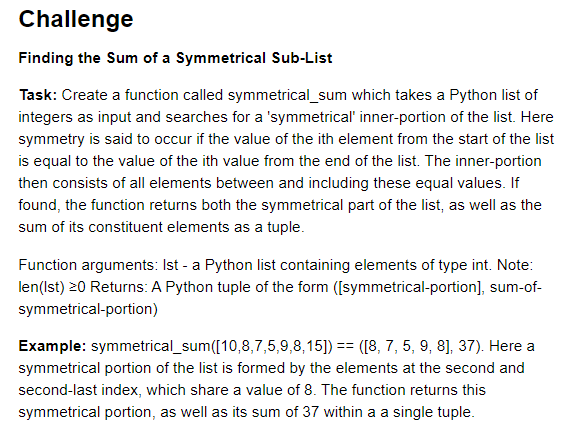 Challenge
Finding the Sum of a Symmetrical Sub-List
Task: Create a function called symmetrical_sum which takes a Python list of
integers as input and searches for a 'symmetrical' inner-portion of the list. Here
symmetry is said to occur if the value of the ith element from the start of the list
is equal to the value of the ith value from the end of the list. The inner-portion
then consists of all elements between and including these equal values. If
found, the function returns both the symmetrical part of the list, as well as the
sum of its constituent elements as a tuple.
Function arguments: lst - a Python list containing elements of type int. Note:
len(lst) ≥0 Returns: A Python tuple of the form ([symmetrical-portion], sum-of-
symmetrical-portion)
Example: symmetrical_sum([10,8,7,5,9,8,15]) == ([8, 7, 5, 9, 8], 37). Here a
symmetrical portion of the list is formed by the elements at the second and
second-last index, which share a value of 8. The function returns this
symmetrical portion, as well as its sum of 37 within a a single tuple.